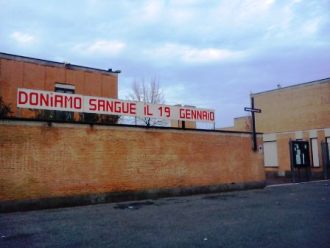 DONiAMO SANGUE IL 19 GENNAIO